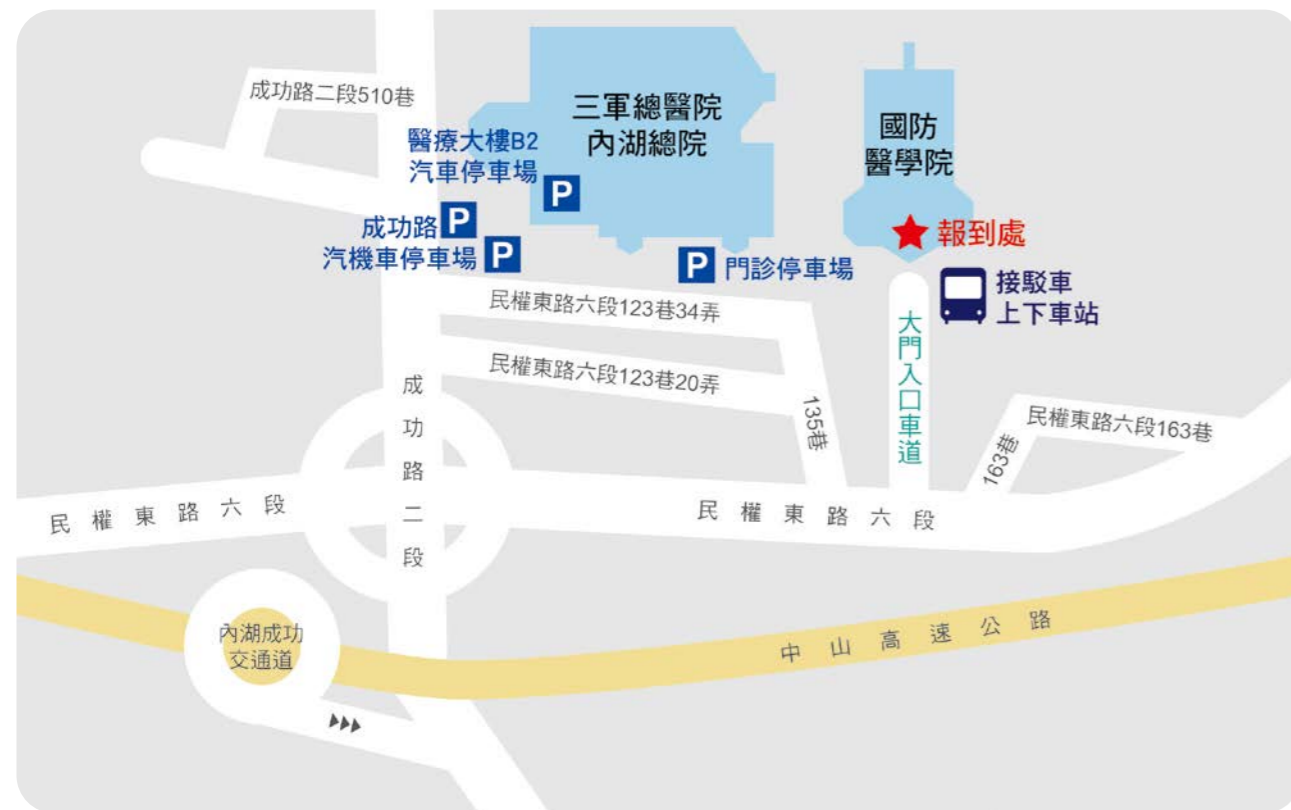 成功路二段510巷
三軍總醫院
內湖總院
國防
醫學院
醫療大樓B2
汽車停車場
P
成功路
P
汽機車停車場
P
P
門診停車場
報到處
接駁車
上下車站
大門入口車道
民權東路六段123巷34弄
民權東路六段123巷20弄
135巷
163巷
民權東路六段163巷
成功路二段
民權東路六段
民權東路六段
內湖成功
交通道
中山高速公路